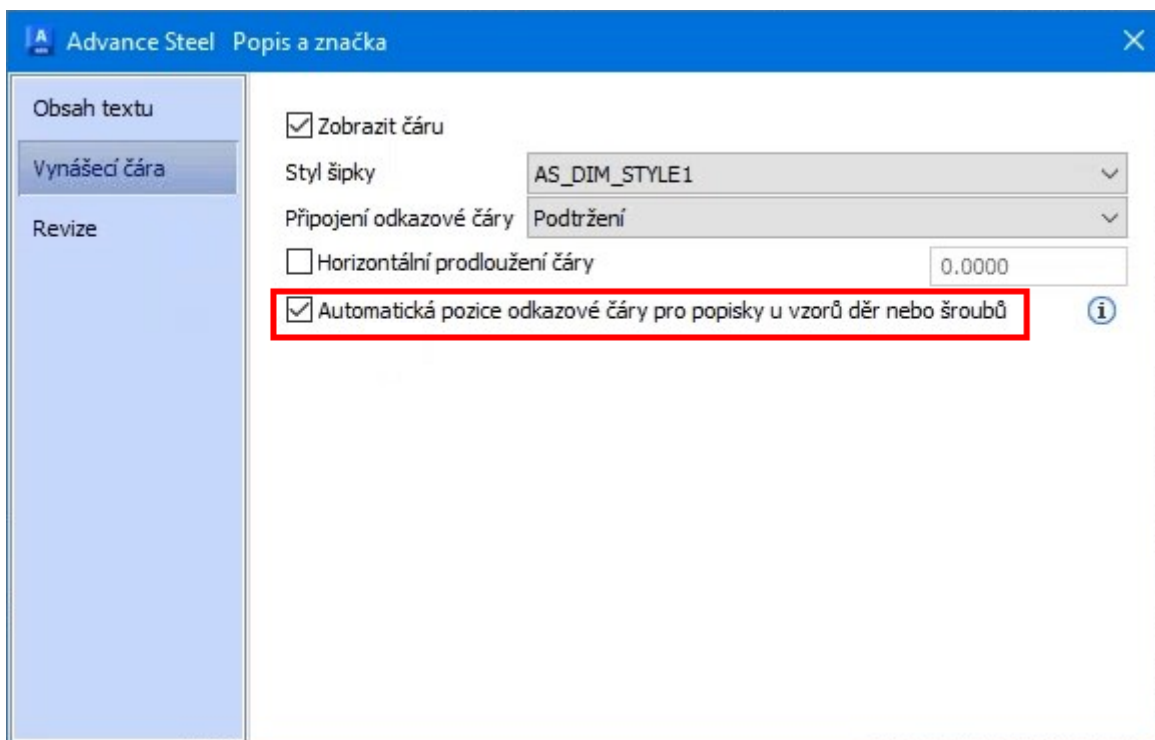 Advance Steel Popis a značka
Obsah textu
Vynášecí čára
Revize
Zobrazit čáru
Styl šipky AS_DIM_STYLE1
Připojení odkazové čáry Podtržení
Horizontální prodloužení čáry 0.0000
Automatická pozice odkazové čáry pro popisky u vzorů děr nebo šroubů